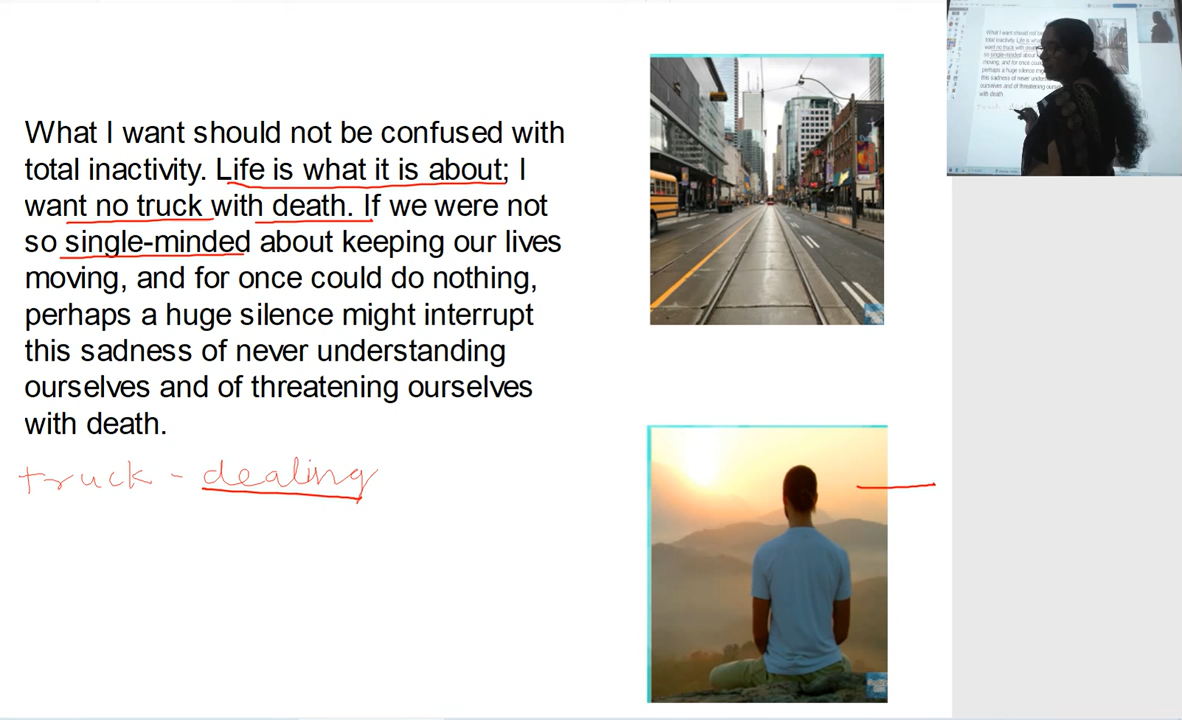 What I want should not be confused with
total inactivity. Life is what it is about; I
want no truck with death. If we were not
so single-minded about keeping our lives
moving, and for once could do nothing,
perhaps a huge silence might interrupt
this sadness of never understanding
ourselves and of threatening ourselves
with death.
truck - dealing